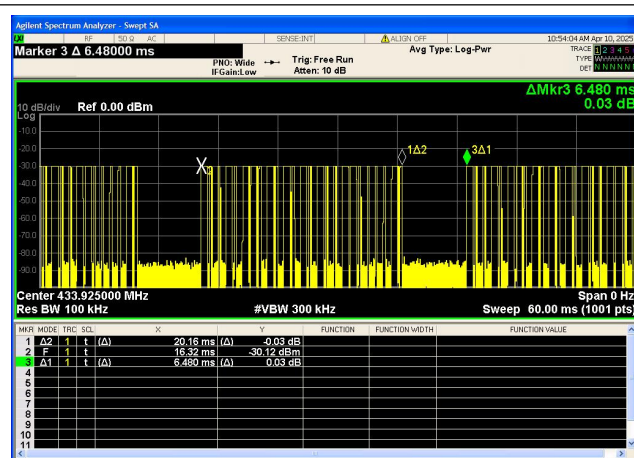 Agilent Spectrum Analyzer - Swept SA
LXI RF 50 Ω AC SENSE:INT ALIGN OFF 10:54:04 AM Apr 10, 2025
Marker 3 Δ 6.48000 ms Avg Type: Log-Pwr TRACE 1 2 3 4 5
PNO: Wide Trig: Free Run TYPE
IFGain:Low Atten: 10 dB DET N N N N N
ΔMkr3 6.480 ms
0.03 dB
10 dB/div Ref 0.00 dBm
Log
-10.0
-20.0
1Δ2 3Δ1
-30.0
-40.0
-50.0
-60.0
-70.0
-80.0
-90.0
Center 433.925000 MHz Span 0 Hz
Res BW 100 kHz #VBW 300 kHz Sweep 60.00 ms (1001 pts)
MKR MODE TRC SCL X Y FUNCTION FUNCTION WIDTH FUNCTION VALUE
1 Δ2 1 t (Δ) 20.16 ms (Δ) -0.03 dB
2 F 1 t 16.32 ms -30.12 dBm
3 Δ1 1 t (Δ) 6.480 ms (Δ) 0.03 dB
4
5
6
7
8
9
10
11